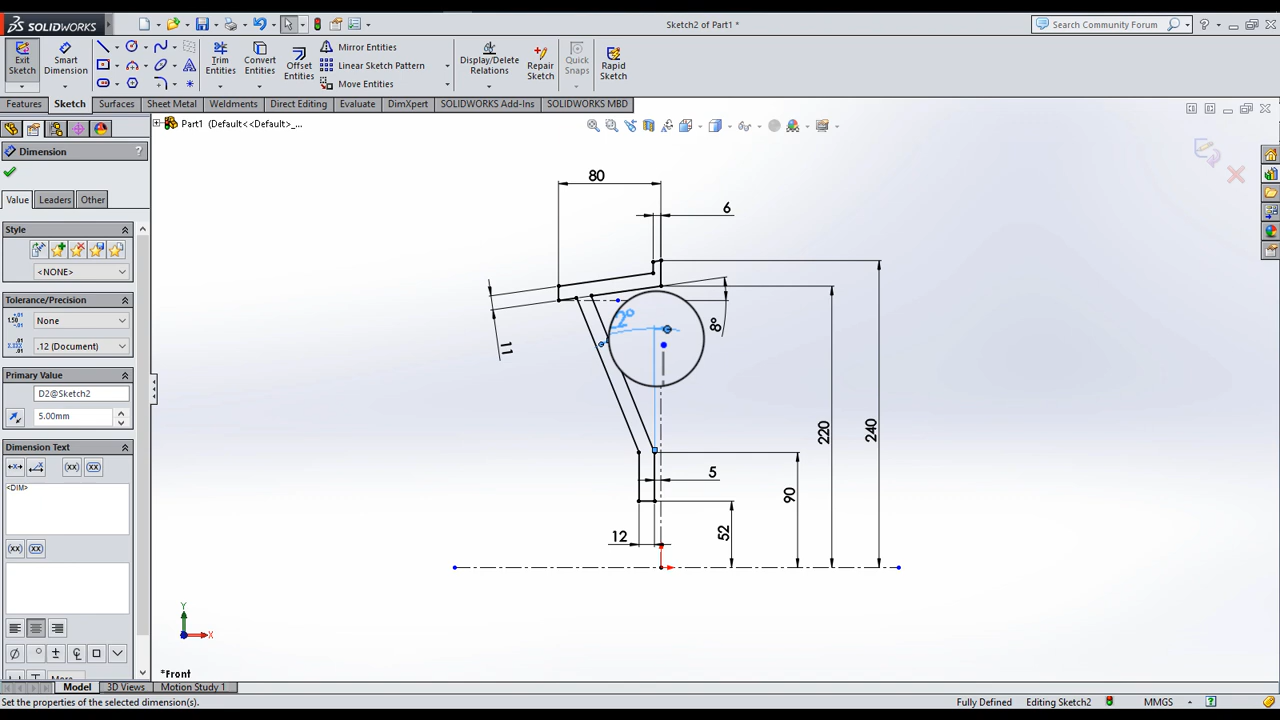 SOLIDWORKS
Sketch2 of Part1 *
Search Community Forum
Exit Sketch
Smart Dimension
Trim Entities
Convert Entities
Offset Entities
Mirror Entities
Linear Sketch Pattern
Move Entities
Display/Delete Relations
Repair Sketch
Quick Snaps
Rapid Sketch
Features Sketch Surfaces Sheet Metal Weldments Direct Editing Evaluate DimXpert SOLIDWORKS Add-Ins SOLIDWORKS MBD
Part1 (Default<<Default>_...
Dimension
?
Value Leaders Other
Style
<NONE>
Tolerance/Precision
None
.12 (Document)
Primary Value
D2@Sketch2
5.00mm
Dimension Text
<DIM>
80
6
11
8°
2°
220
240
5
90
12
52
Y
X
*Front
Model 3D Views Motion Study 1
Set the properties of the selected dimension(s).
Fully Defined
Editing Sketch2
MMGS